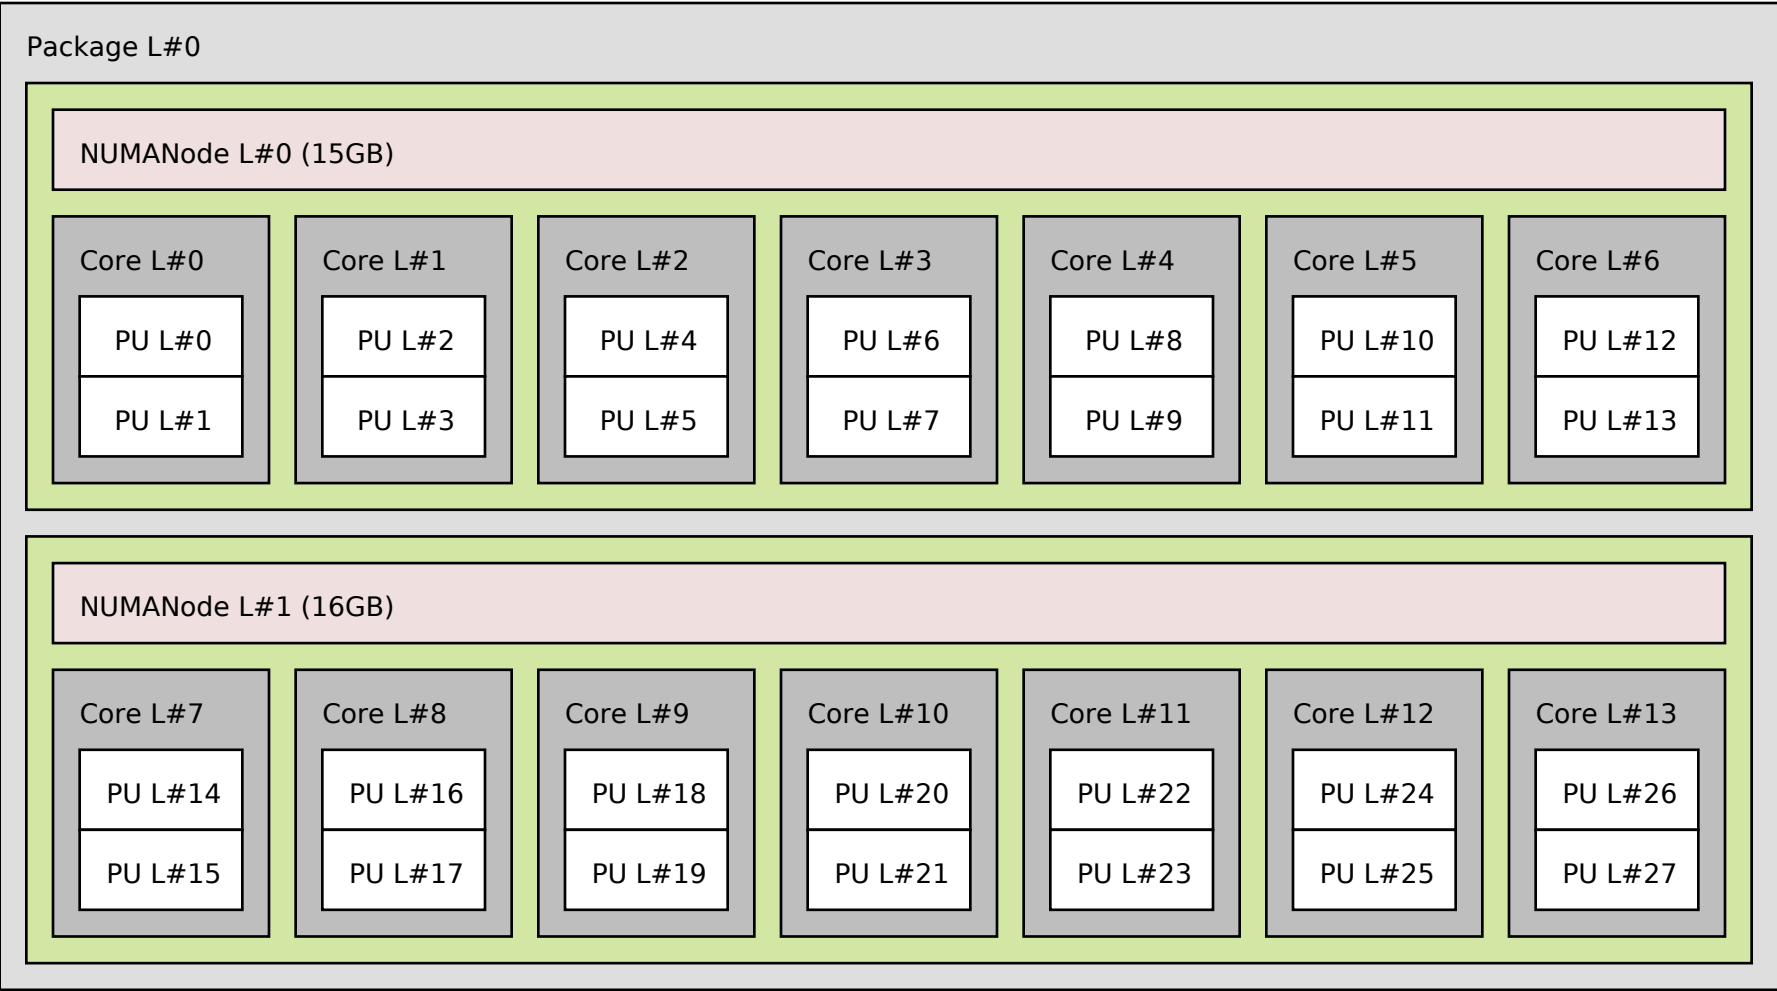 Package L#0
NUMANode L#0 (15GB)
Core L#0 Core L#1 Core L#2 Core L#3 Core L#4 Core L#5 Core L#6
PU L#0 PU L#2 PU L#4 PU L#6 PU L#8 PU L#10 PU L#12
PU L#1 PU L#3 PU L#5 PU L#7 PU L#9 PU L#11 PU L#13
NUMANode L#1 (16GB)
Core L#7 Core L#8 Core L#9 Core L#10 Core L#11 Core L#12 Core L#13
PU L#14 PU L#16 PU L#18 PU L#20 PU L#22 PU L#24 PU L#26
PU L#15 PU L#17 PU L#19 PU L#21 PU L#23 PU L#25 PU L#27